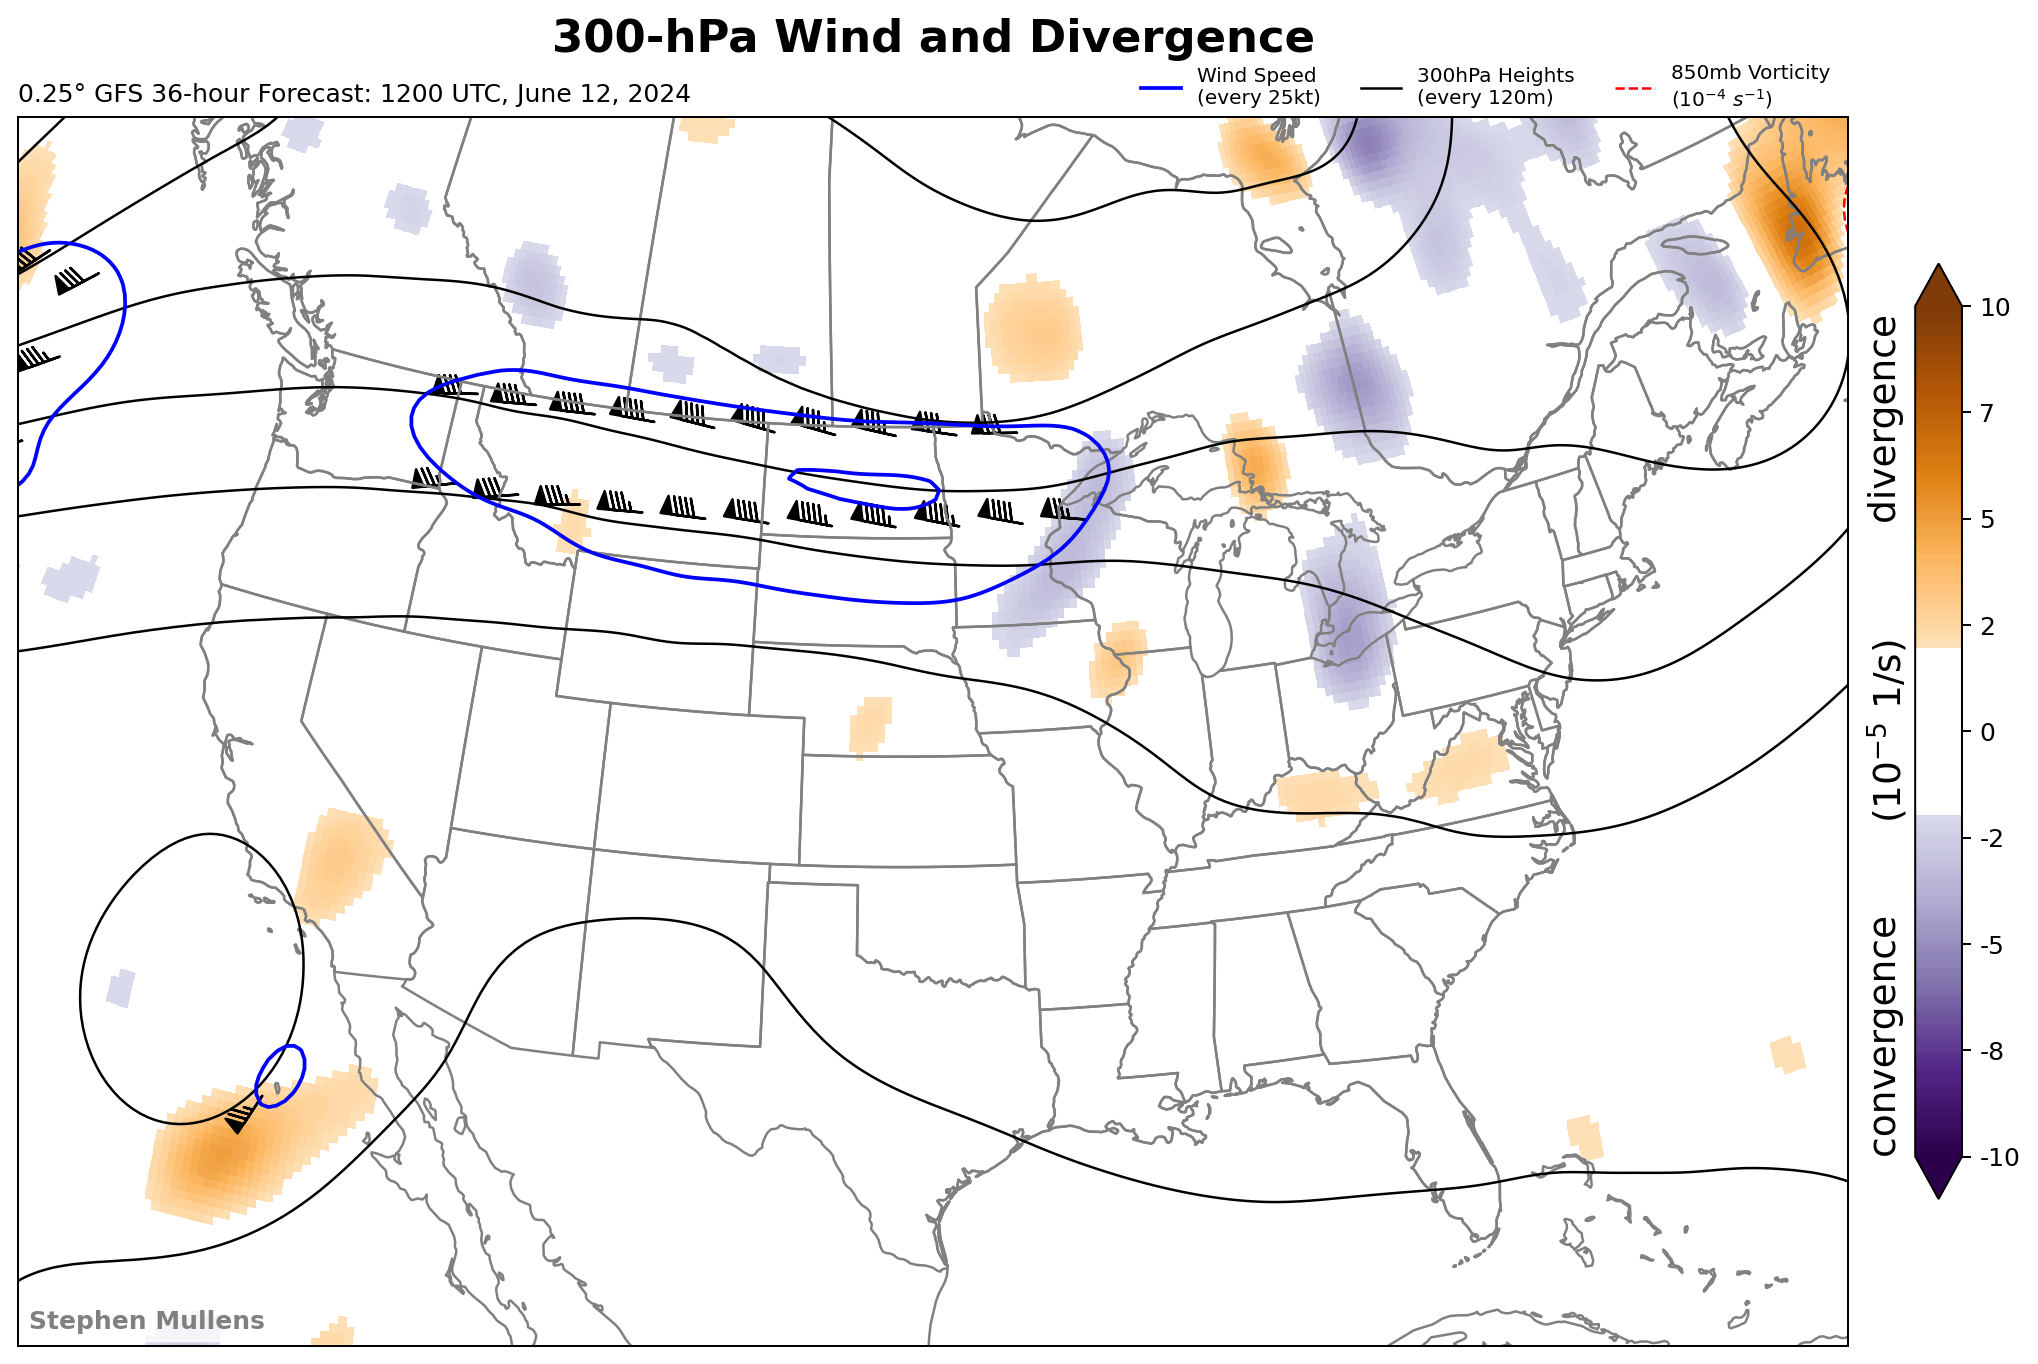 300-hPa Wind and Divergence
0.25° GFS 36-hour Forecast: 1200 UTC, June 12, 2024
Wind Speed
(every 25kt)
300hPa Heights
(every 120m)
850mb Vorticity
(10⁻⁴ s⁻¹)
10
7
5
2
0
-2
-5
-8
-10
convergence (10⁻⁵ 1/s) divergence
Stephen Mullens